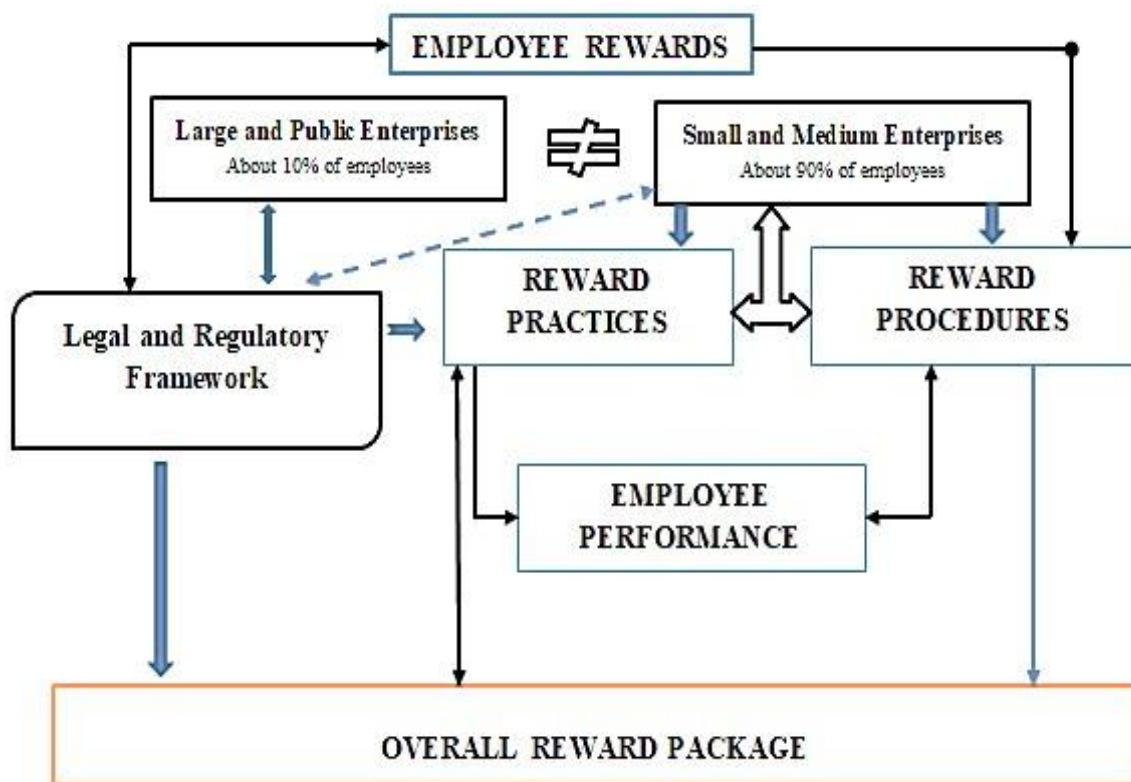 EMPLOYEE REWARDS
Large and Public Enterprises
About 10% of employees
≠
Small and Medium Enterprises
About 90% of employees
Legal and Regulatory
Framework
REWARD
PRACTICES
REWARD
PROCEDURES
EMPLOYEE
PERFORMANCE
OVERALL REWARD PACKAGE